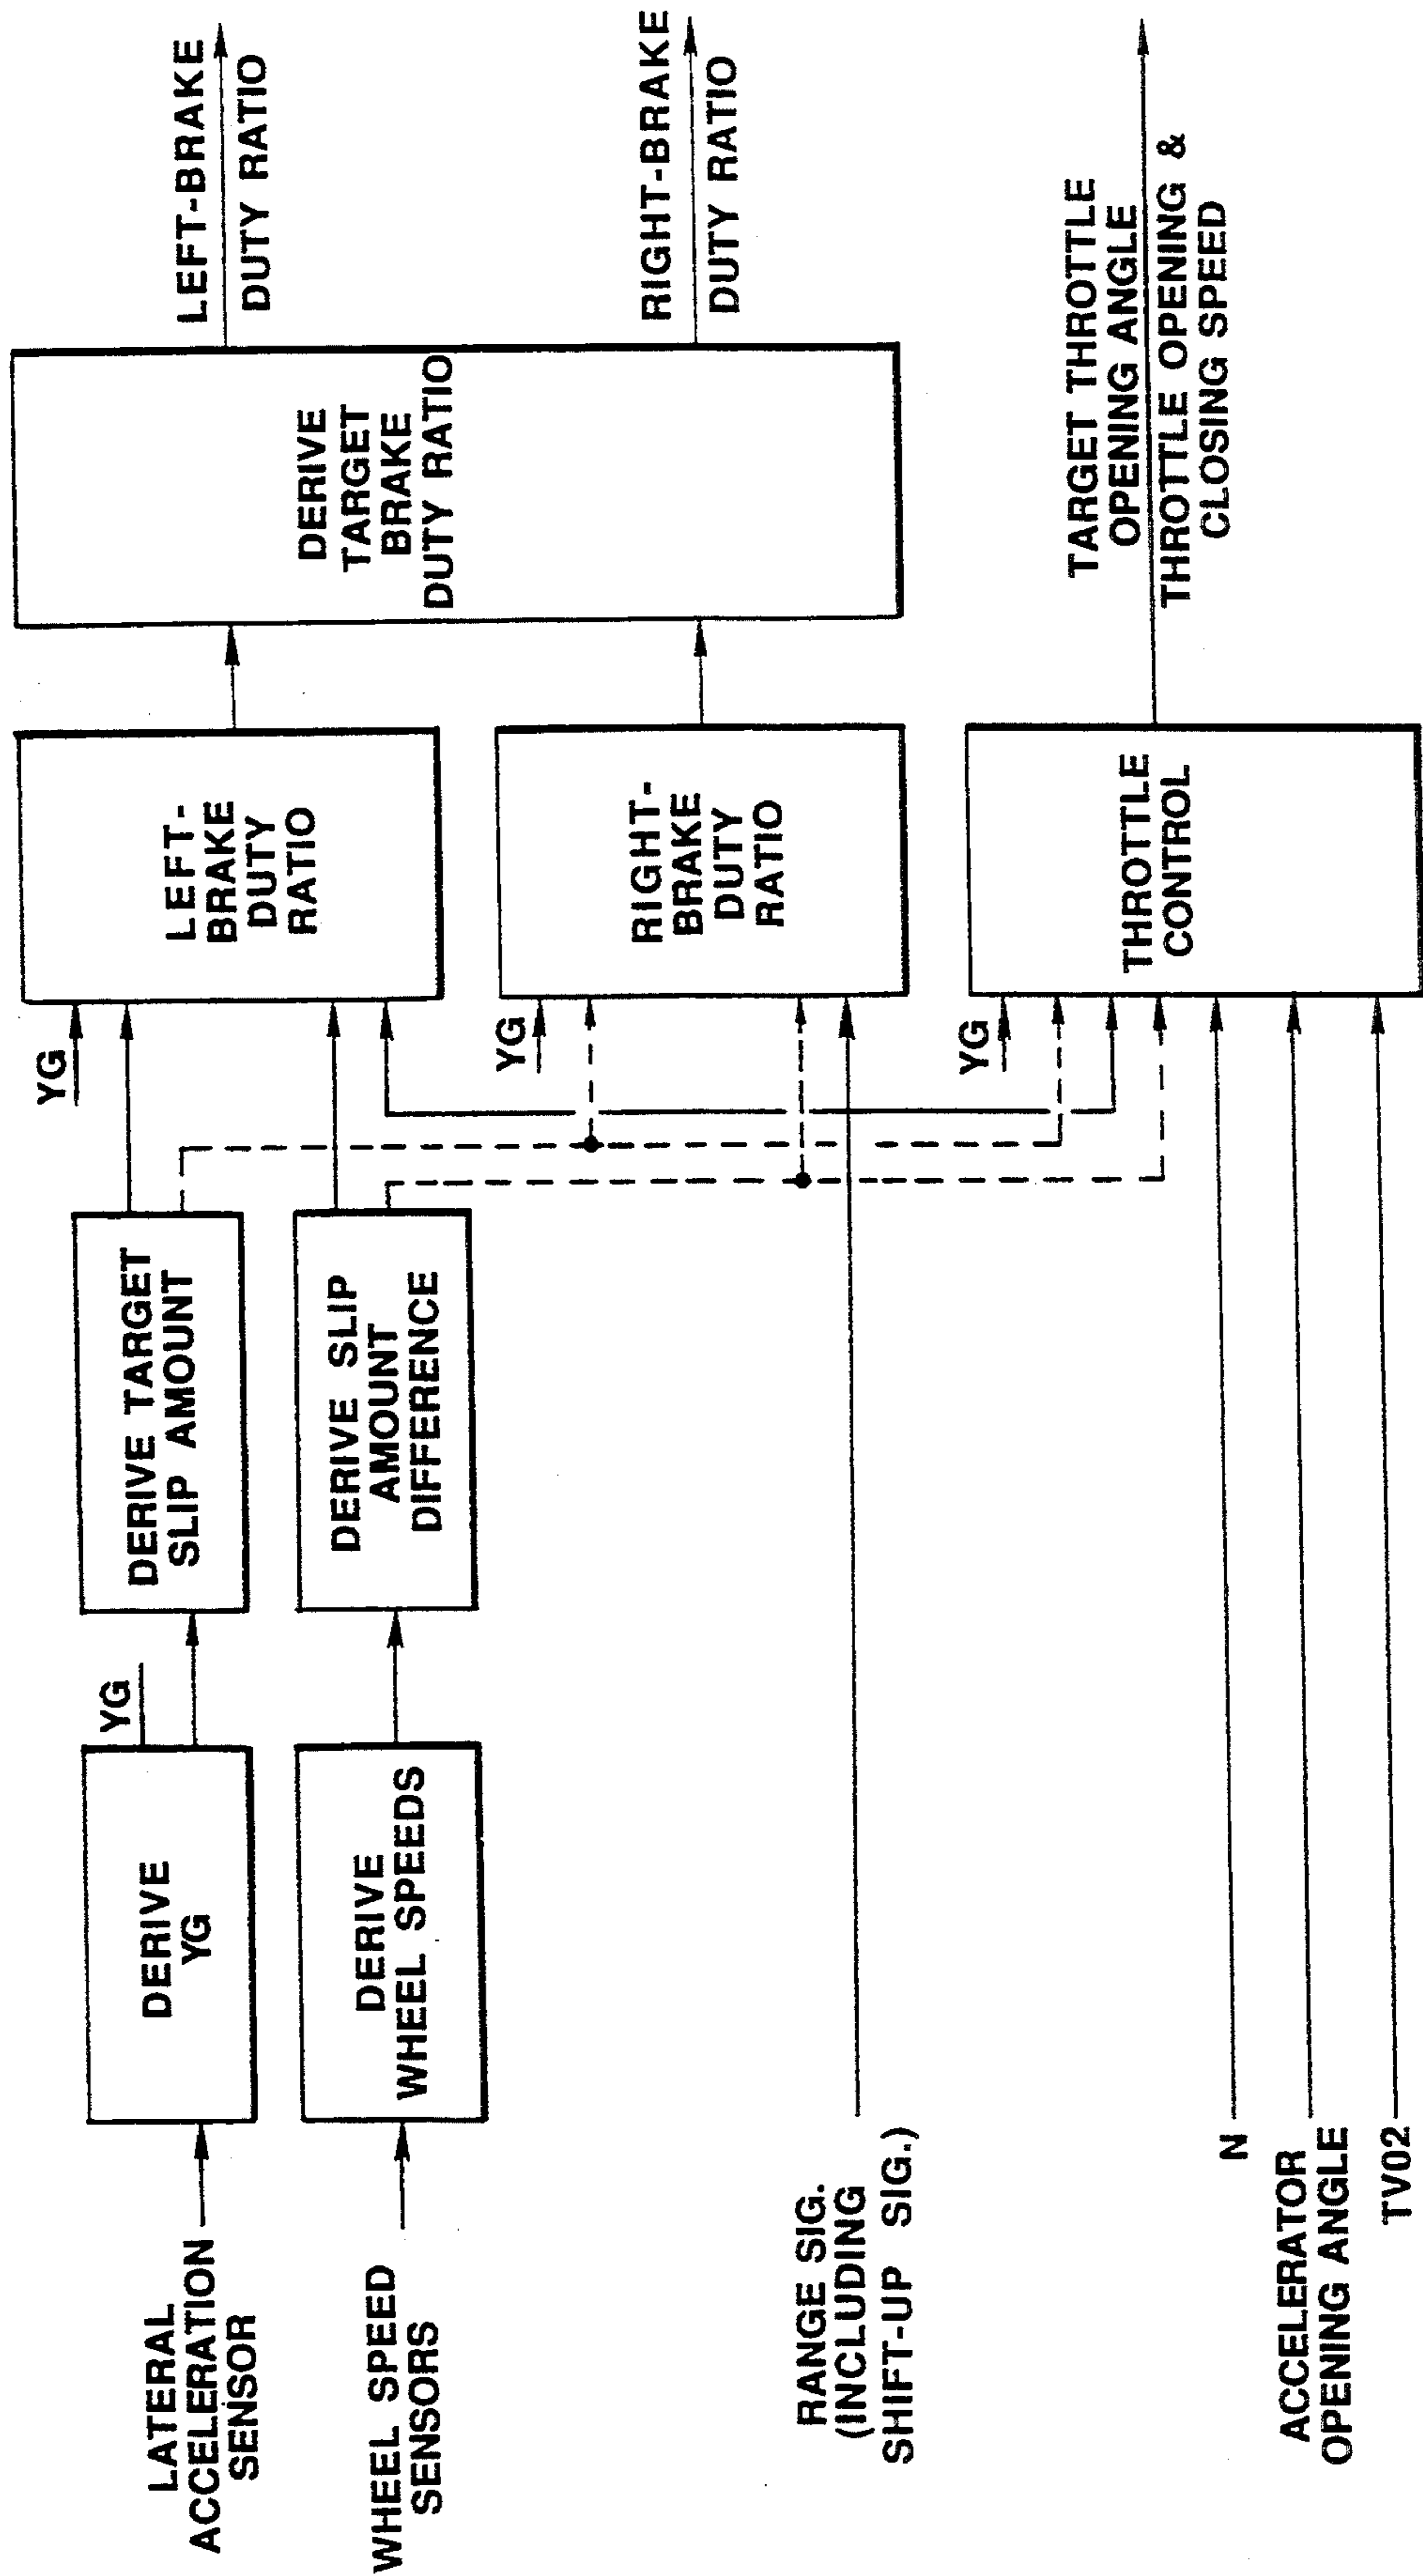 LATERAL
ACCELERATION
SENSOR
WHEEL SPEED
SENSORS
RANGE SIG.
(INCLUDING
SHIFT-UP SIG.)
N
ACCELERATOR
OPENING ANGLE
TV02
DERIVE
YG
DERIVE
WHEEL SPEEDS
YG
DERIVE TARGET
SLIP AMOUNT
DERIVE SLIP
AMOUNT
DIFFERENCE
YG
YG
YG
LEFT-
BRAKE
DUTY
RATIO
RIGHT-
BRAKE
DUTY
RATIO
THROTTLE
CONTROL
DERIVE
TARGET
BRAKE
DUTY RATIO
LEFT-BRAKE
DUTY RATIO
RIGHT-BRAKE
DUTY RATIO
TARGET THROTTLE
OPENING ANGLE
THROTTLE OPENING &
CLOSING SPEED